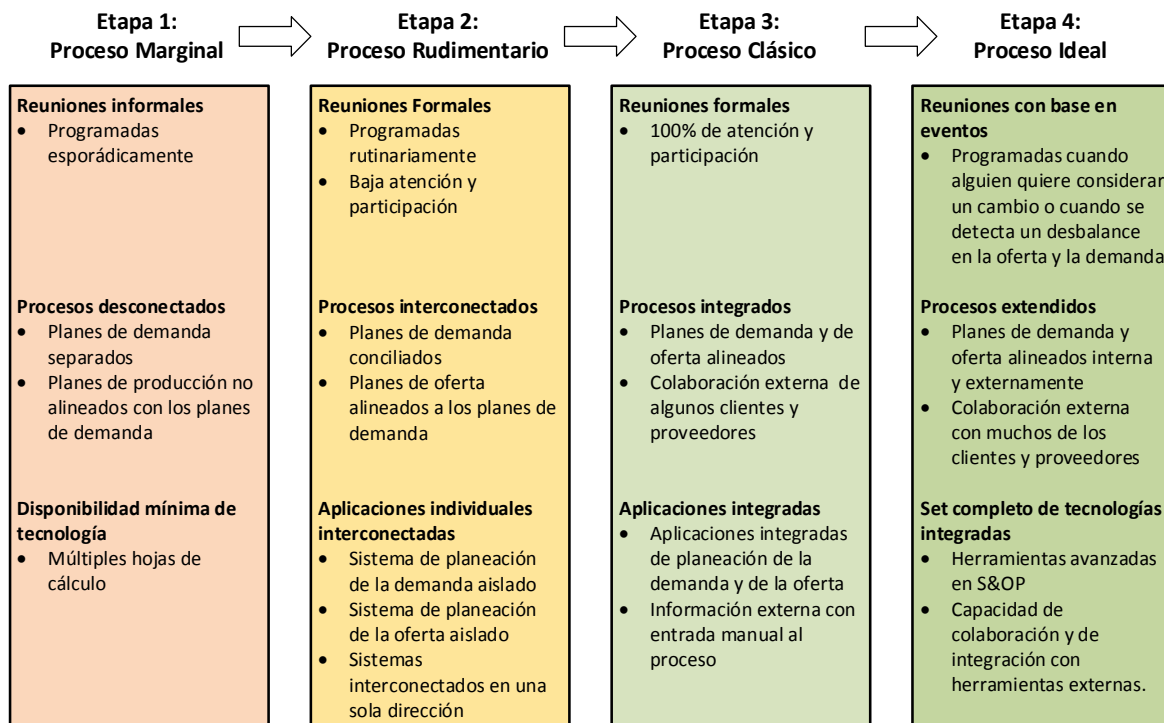 Etapa 1:
Proceso Marginal
Etapa 2:
Proceso Rudimentario
Etapa 3:
Proceso Clásico
Etapa 4:
Proceso Ideal
Reuniones informales
• Programadas
esporádicamente
Procesos desconectados
• Planes de demanda
separados
• Planes de producción no
alineados con los planes
de demanda
Disponibilidad mínima de
tecnología
• Múltiples hojas de
cálculo
Reuniones Formales
• Programadas
rutinariamente
• Baja atención y
participación
Procesos interconectados
• Planes de demanda
conciliados
• Planes de oferta
alineados a los planes de
demanda
Aplicaciones individuales
interconectadas
• Sistema de planeación
de la demanda aislado
• Sistema de planeación
de la oferta aislado
• Sistemas
interconectados en una
sola dirección
Reuniones formales
• 100% de atención y
participación
Procesos integrados
• Planes de demanda y de
oferta alineados
• Colaboración externa de
algunos clientes y
proveedores
Aplicaciones integradas
• Aplicaciones integradas
de planeación de la
demanda y de la oferta
• Información externa con
entrada manual al
proceso
Reuniones con base en
eventos
• Programadas cuando
alguien quiere considerar
un cambio o cuando se
detecta un desbalance
en la oferta y la demanda
Procesos extendidos
• Planes de demanda y
oferta alineados interna
y externamente
• Colaboración externa
con muchos de los
clientes y proveedores
Set completo de tecnologías
integradas
• Herramientas avanzadas
en S&OP
• Capacidad de
colaboración y de
integración con
herramientas externas.